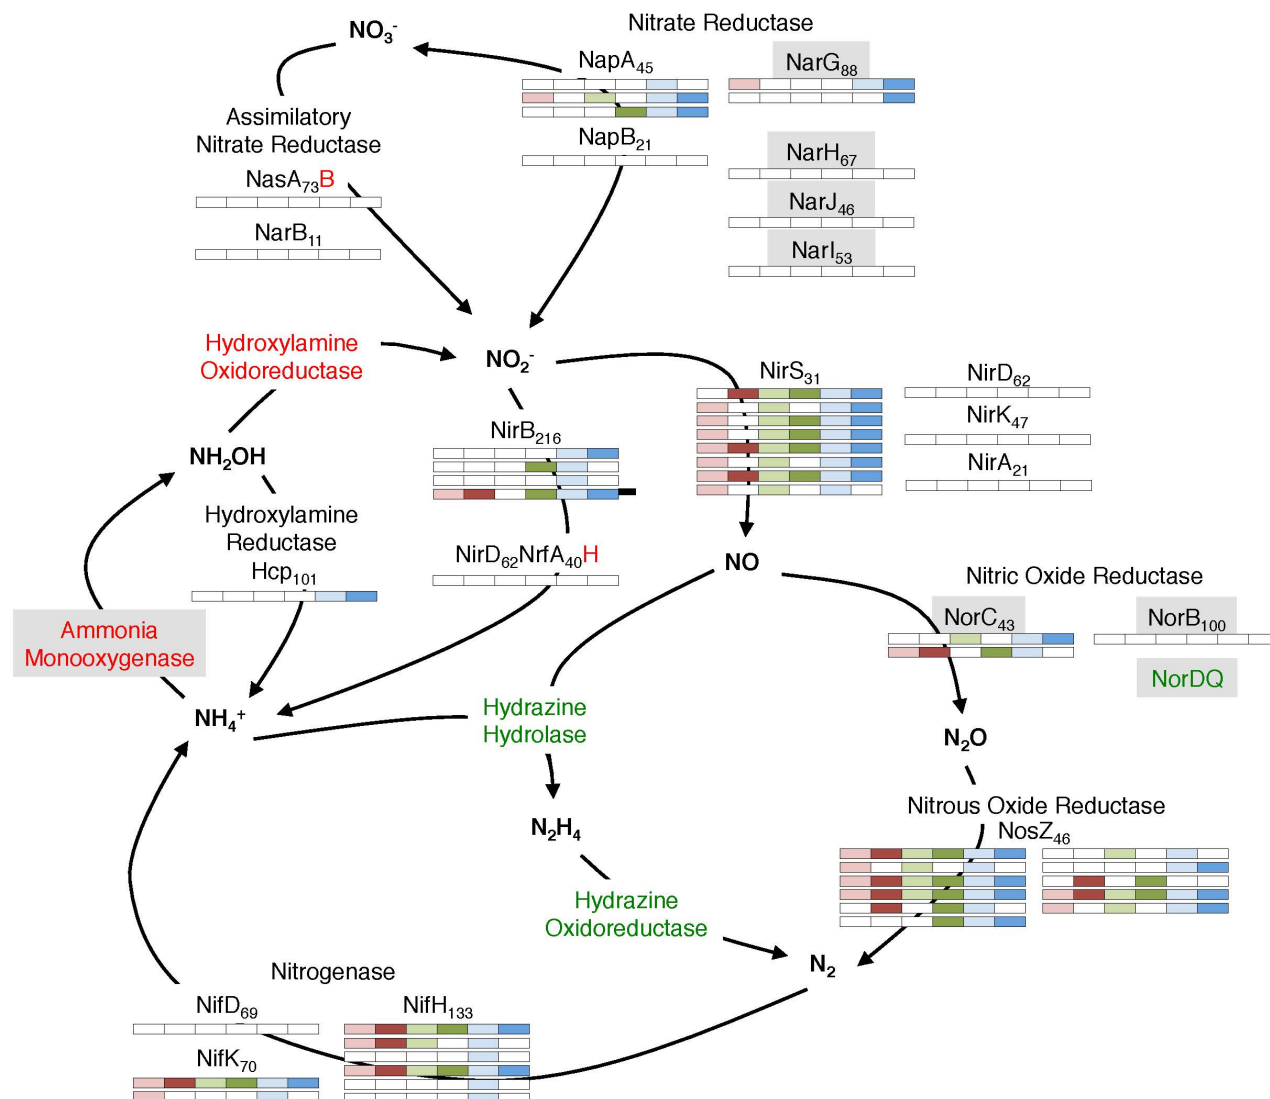 NO₃⁻
Nitrate Reductase
NapA₄₅
NarG₈₈
Assimilatory
Nitrate Reductase
NapB₂₁
NarH₆₇
NasA₇₃B
NarJ₄₆
NarB₁₁
NarI₅₃
Hydroxylamine
Oxidoreductase
NO₂⁻
NirS₃₁
NirD₆₂
NirK₄₇
NirB₂₁₆
NirA₂₁
NH₂OH
Hydroxylamine
Reductase
Hcp₁₀₁
NirD₆₂NrfA₄₀H
NO
Nitric Oxide Reductase
NorC₄₃
NorB₁₀₀
Ammonia
Monooxygenase
NorDQ
NH₄⁺
Hydrazine
Hydrolase
N₂O
Nitrous Oxide Reductase
NosZ₄₆
N₂H₄
Hydrazine
Oxidoreductase
N₂
Nitrogenase
NifD₆₉
NifH₁₃₃
NifK₇₀